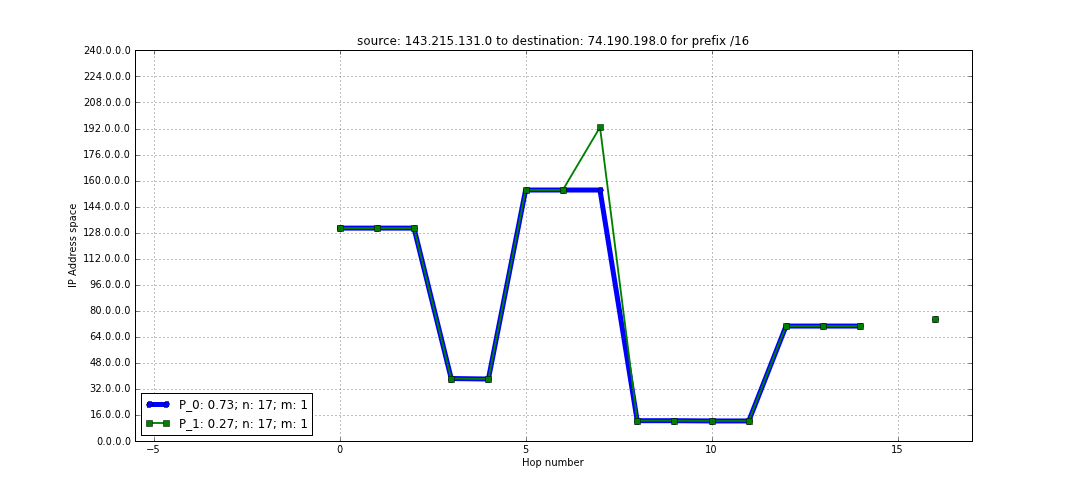 source: 143.215.131.0 to destination: 74.190.198.0 for prefix /16
240.0.0.0
224.0.0.0
208.0.0.0
192.0.0.0
176.0.0.0
160.0.0.0
144.0.0.0
128.0.0.0
112.0.0.0
96.0.0.0
80.0.0.0
64.0.0.0
48.0.0.0
32.0.0.0
16.0.0.0
0.0.0.0
IP Address space
P_0: 0.73; n: 17; m: 1
P_1: 0.27; n: 17; m: 1
−5 0 5 10 15
Hop number